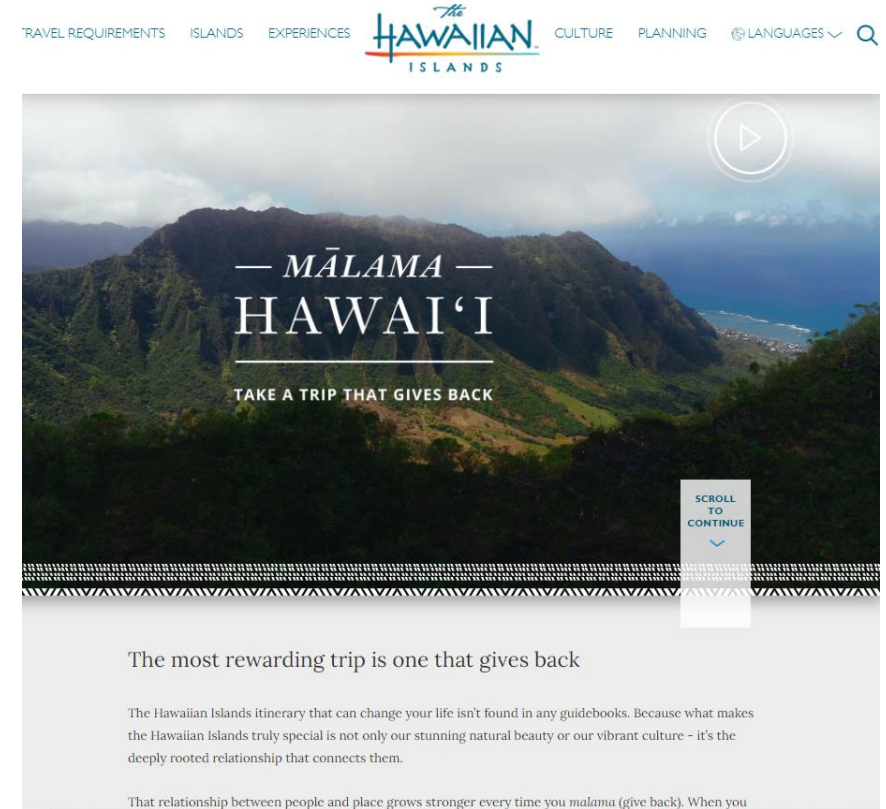 TRAVEL REQUIREMENTS ISLANDS EXPERIENCES The HAWAIIAN ISLANDS CULTURE PLANNING LANGUAGES
MĀLAMA
HAWAIʻI
TAKE A TRIP THAT GIVES BACK
SCROLL
TO
CONTINUE
The most rewarding trip is one that gives back
The Hawaiian Islands itinerary that can change your life isn't found in any guidebooks. Because what makes
the Hawaiian Islands truly special is not only our stunning natural beauty or our vibrant culture - it's the
deeply rooted relationship that connects them.
That relationship between people and place grows stronger every time you malama (give back). When you